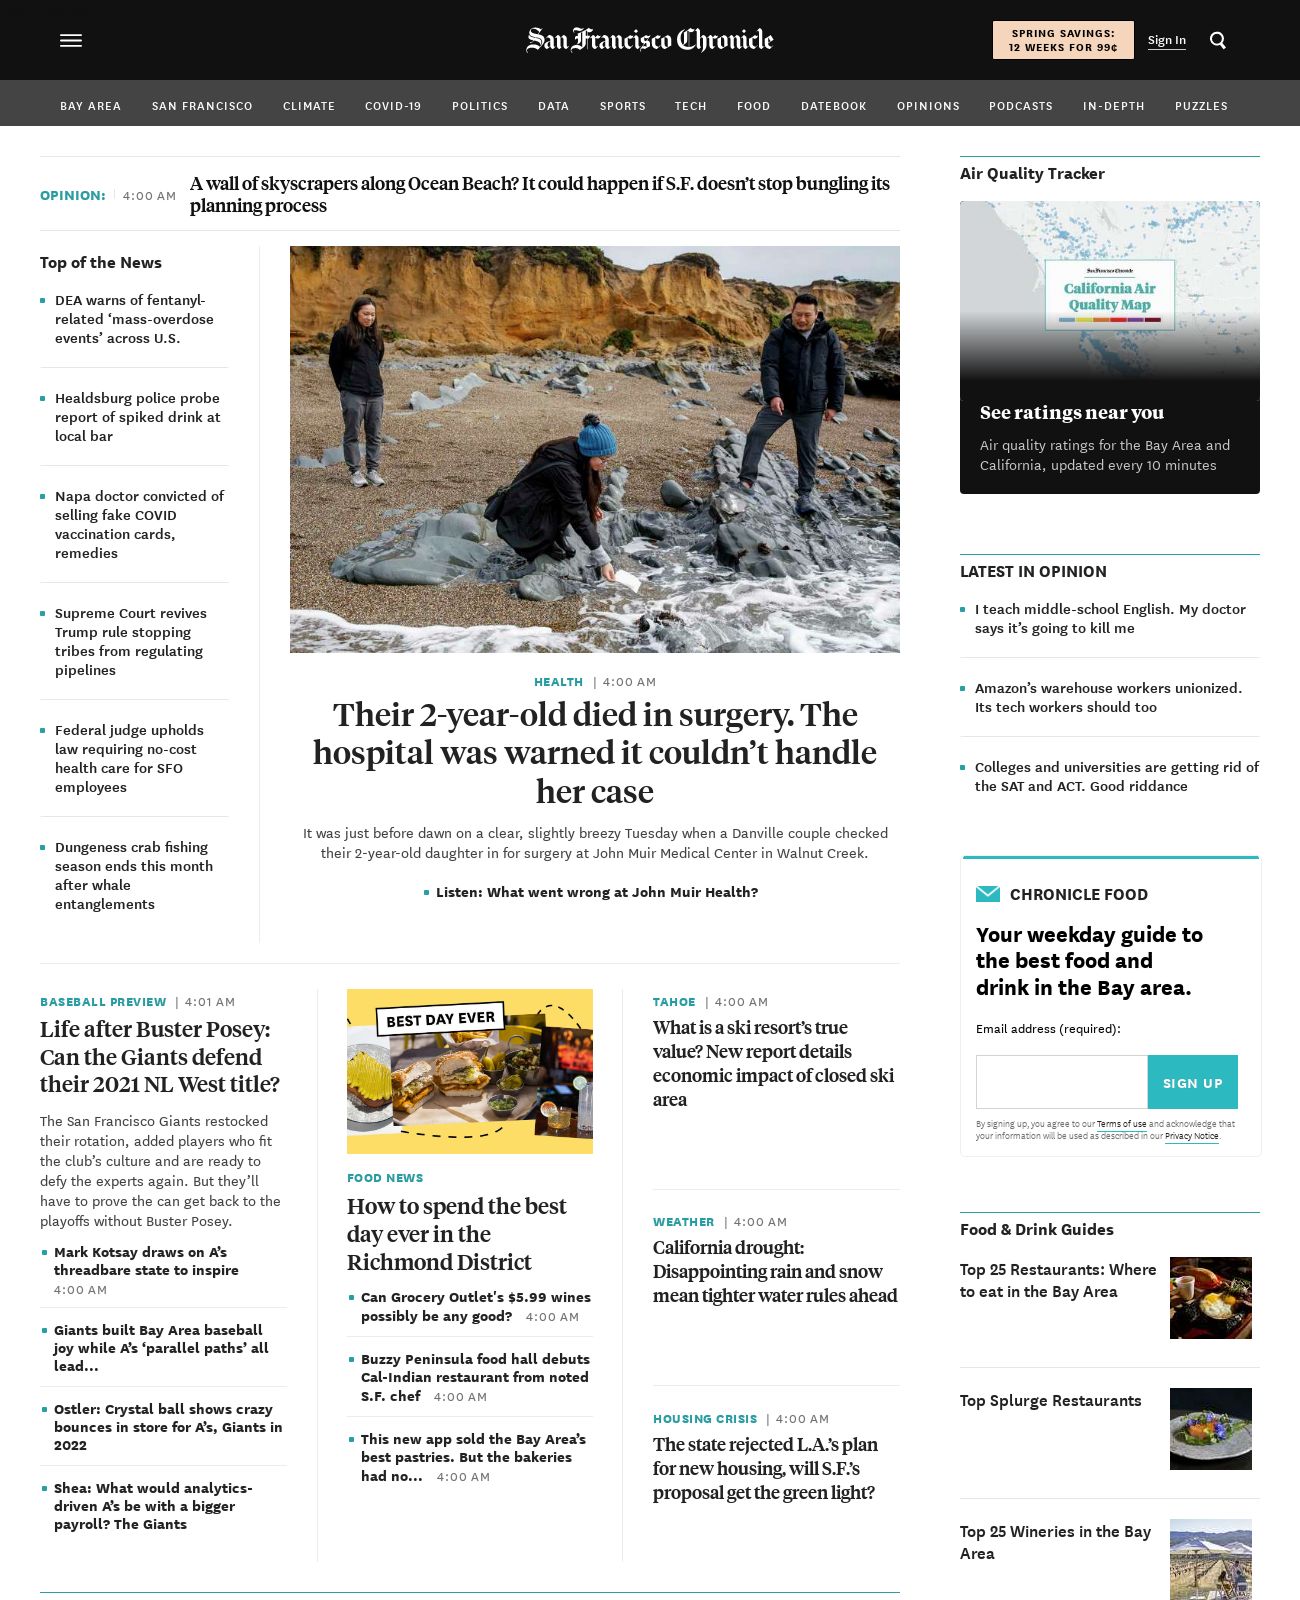 San Francisco Chronicle
SPRING SAVINGS:
12 WEEKS FOR 99¢
Sign In
BAY AREA SAN FRANCISCO CLIMATE COVID-19 POLITICS DATA SPORTS TECH FOOD DATEBOOK OPINIONS PODCASTS IN-DEPTH PUZZLES
OPINION: 4:00 AM
A wall of skyscrapers along Ocean Beach? It could happen if S.F. doesn’t stop bungling its
planning process
Top of the News
DEA warns of fentanyl-
related ‘mass-overdose
events’ across U.S.
Healdsburg police probe
report of spiked drink at
local bar
Napa doctor convicted of
selling fake COVID
vaccination cards,
remedies
Supreme Court revives
Trump rule stopping
tribes from regulating
pipelines
Federal judge upholds
law requiring no-cost
health care for SFO
employees
Dungeness crab fishing
season ends this month
after whale
entanglements
HEALTH | 4:00 AM
Their 2-year-old died in surgery. The
hospital was warned it couldn’t handle
her case
It was just before dawn on a clear, slightly breezy Tuesday when a Danville couple checked
their 2-year-old daughter in for surgery at John Muir Medical Center in Walnut Creek.
Listen: What went wrong at John Muir Health?
BASEBALL PREVIEW | 4:01 AM
Life after Buster Posey:
Can the Giants defend
their 2021 NL West title?
The San Francisco Giants restocked
their rotation, added players who fit
the club’s culture and are ready to
defy the experts again. But they’ll
have to prove the can get back to the
playoffs without Buster Posey.
Mark Kotsay draws on A’s
threadbare state to inspire
4:00 AM
Giants built Bay Area baseball
joy while A’s ‘parallel paths’ all
lead...
Ostler: Crystal ball shows crazy
bounces in store for A’s, Giants in
2022
Shea: What would analytics-
driven A’s be with a bigger
payroll? The Giants
BEST DAY EVER
FOOD NEWS
How to spend the best
day ever in the
Richmond District
Can Grocery Outlet's $5.99 wines
possibly be any good? 4:00 AM
Buzzy Peninsula food hall debuts
Cal-Indian restaurant from noted
S.F. chef 4:00 AM
This new app sold the Bay Area’s
best pastries. But the bakeries
had no... 4:00 AM
TAHOE | 4:00 AM
What is a ski resort’s true
value? New report details
economic impact of closed ski
area
WEATHER | 4:00 AM
California drought:
Disappointing rain and snow
mean tighter water rules ahead
HOUSING CRISIS | 4:00 AM
The state rejected L.A.’s plan
for new housing, will S.F.’s
proposal get the green light?
Air Quality Tracker
San Francisco Chronicle
California Air
Quality Map
See ratings near you
Air quality ratings for the Bay Area and
California, updated every 10 minutes
LATEST IN OPINION
I teach middle-school English. My doctor
says it’s going to kill me
Amazon’s warehouse workers unionized.
Its tech workers should too
Colleges and universities are getting rid of
the SAT and ACT. Good riddance
CHRONICLE FOOD
Your weekday guide to
the best food and
drink in the Bay area.
Email address (required):
SIGN UP
By signing up, you agree to our Terms of use and acknowledge that
your information will be used as described in our Privacy Notice.
Food & Drink Guides
Top 25 Restaurants: Where
to eat in the Bay Area
Top Splurge Restaurants
Top 25 Wineries in the Bay
Area